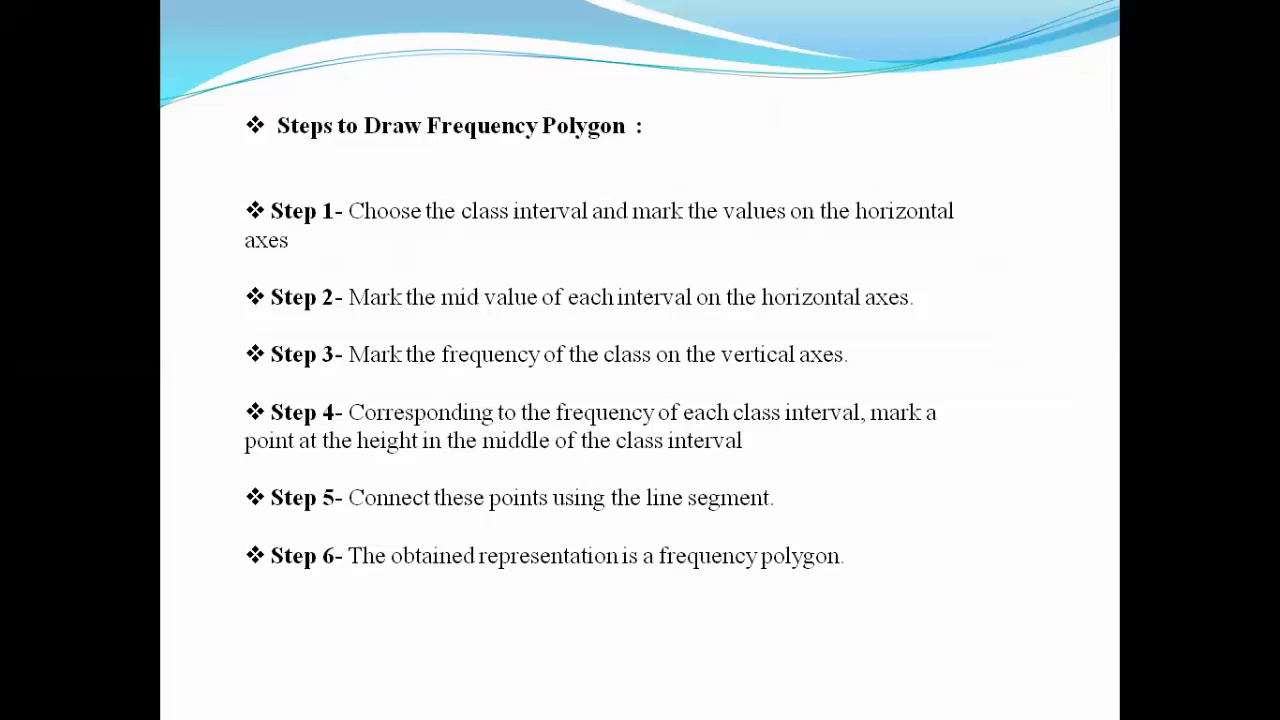 ❖ Steps to Draw Frequency Polygon :
❖ Step 1- Choose the class interval and mark the values on the horizontal
axes
❖ Step 2- Mark the mid value of each interval on the horizontal axes.
❖ Step 3- Mark the frequency of the class on the vertical axes.
❖ Step 4- Corresponding to the frequency of each class interval, mark a
point at the height in the middle of the class interval
❖ Step 5- Connect these points using the line segment.
❖ Step 6- The obtained representation is a frequency polygon.